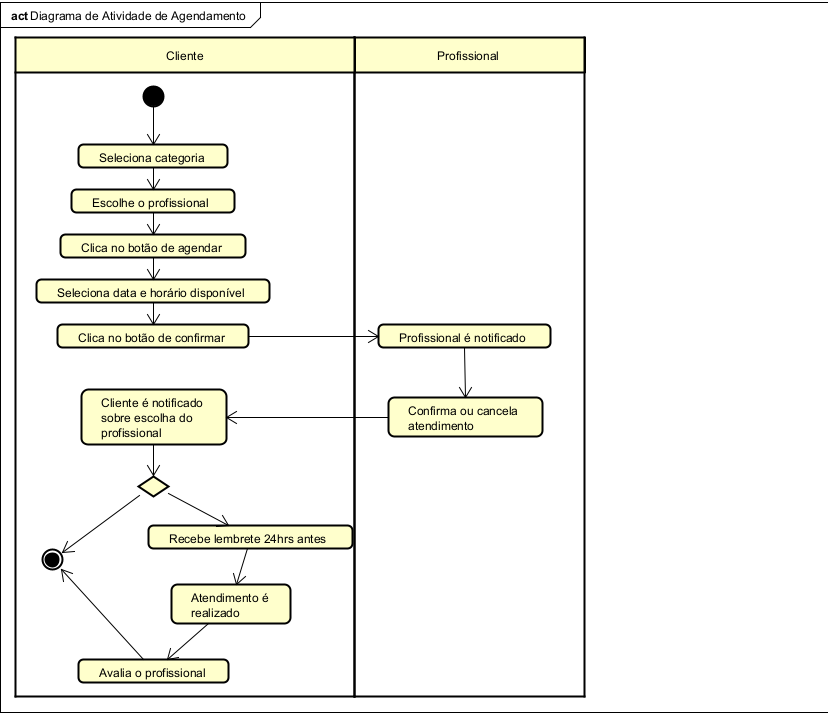 act Diagrama de Atividade de Agendamento
Cliente
Profissional
Seleciona categoria
Escolhe o profissional
Clica no botão de agendar
Seleciona data e horário disponível
Clica no botão de confirmar
Profissional é notificado
Confirma ou cancela
atendimento
Cliente é notificado
sobre escolha do
profissional
Recebe lembrete 24hrs antes
Atendimento é
realizado
Avalia o profissional